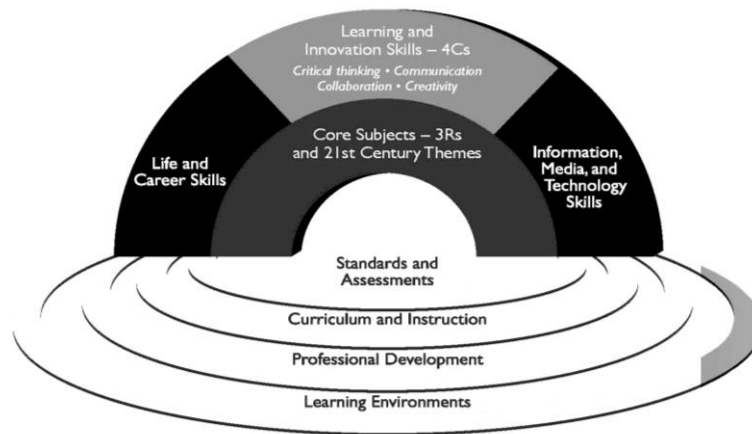 Learning and
Innovation Skills – 4Cs
Critical thinking • Communication
Collaboration • Creativity
Core Subjects – 3Rs
and 21st Century Themes
Life and
Career Skills
Information,
Media, and
Technology
Skills
Standards and
Assessments
Curriculum and Instruction
Professional Development
Learning Environments